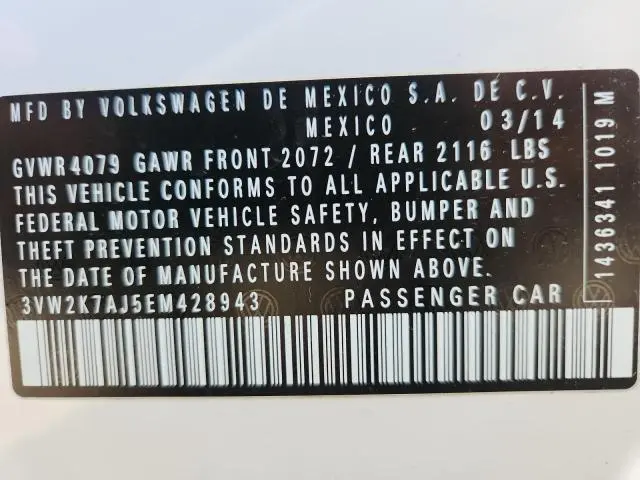 MFD BY VOLKSWAGEN DE MEXICO S.A. DE C.V.
MEXICO 03/14
GVWR 4079 GAWR FRONT 2072 / REAR 2116 LBS
THIS VEHICLE CONFORMS TO ALL APPLICABLE U.S.
FEDERAL MOTOR VEHICLE SAFETY, BUMPER AND
THEFT PREVENTION STANDARDS IN EFFECT ON
THE DATE OF MANUFACTURE SHOWN ABOVE.
3VW2K7AJ5EM428943 PASSENGER CAR
1436341 1019 M